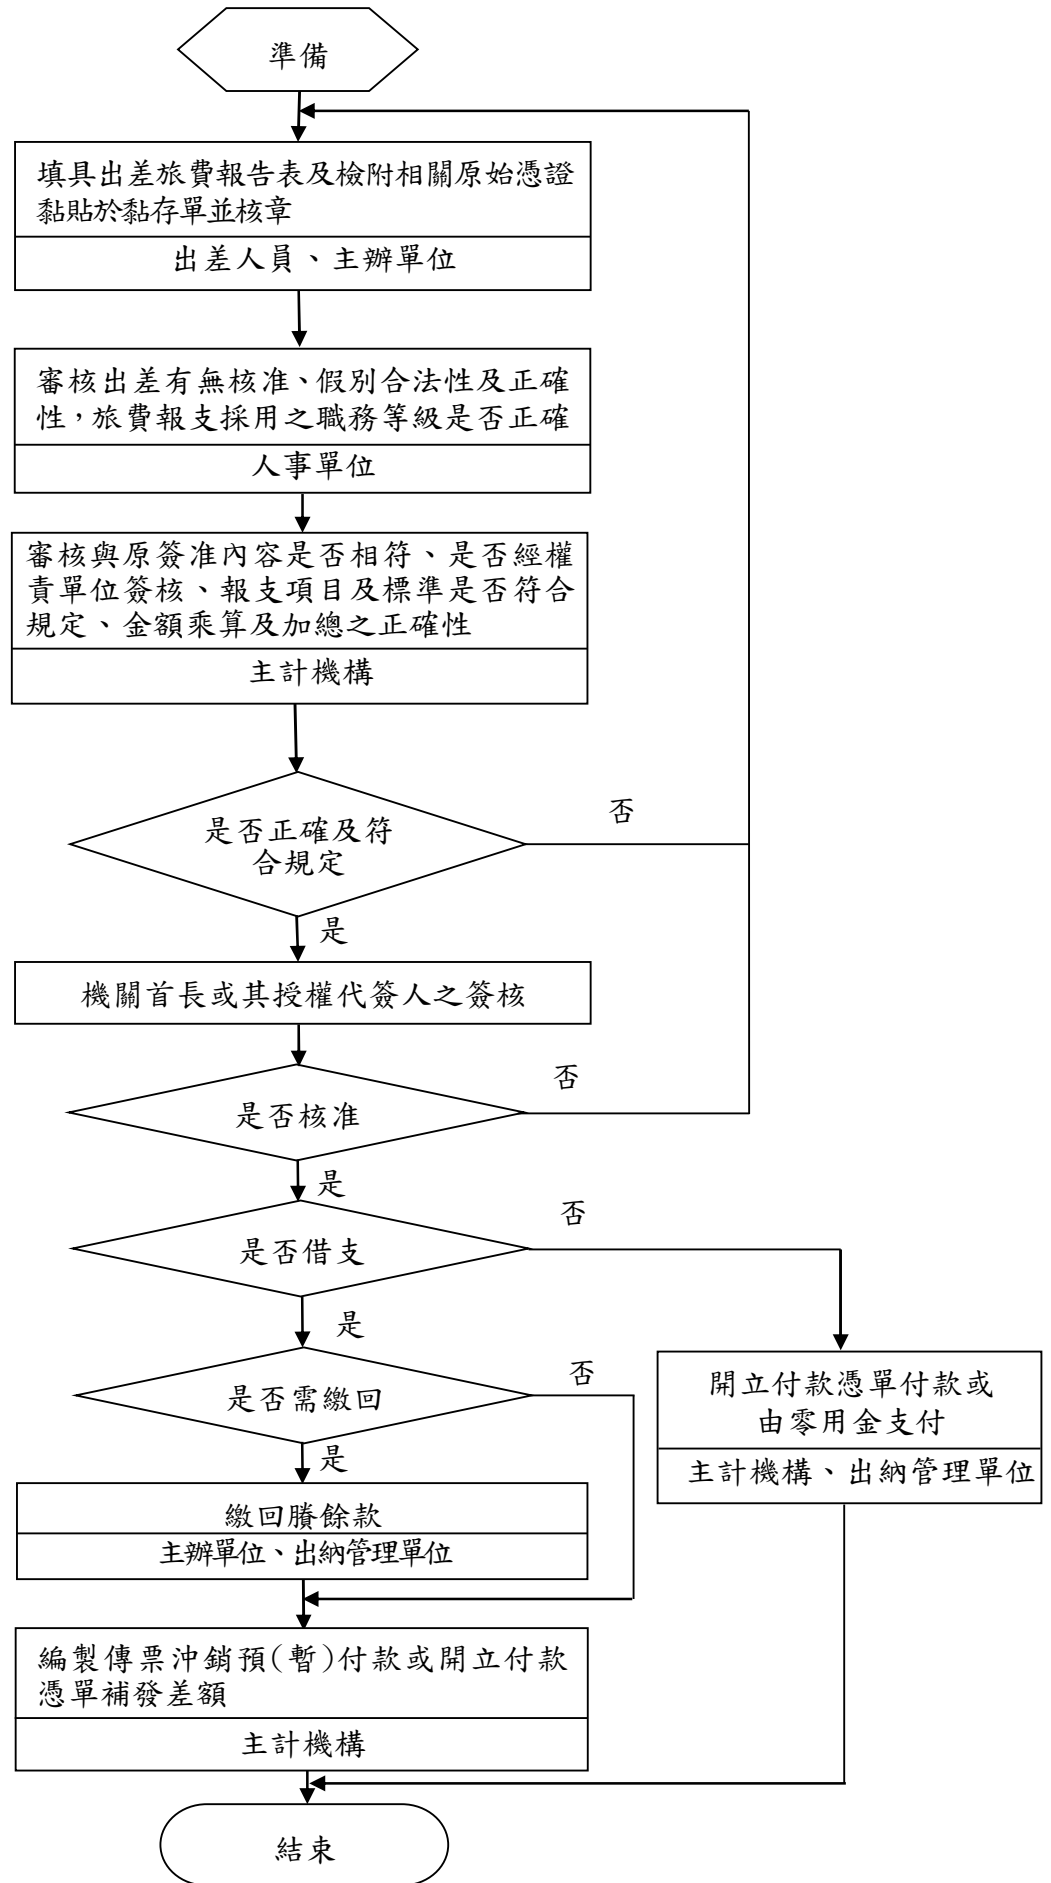 準備
填具出差旅費報告表及檢附相關原始憑證
黏貼於黏存單並核章
出差人員、主辦單位
審核出差有無核准、假別合法性及正確
性，旅費報支採用之職務等級是否正確
人事單位
審核與原簽准內容是否相符、是否經權
責單位簽核、報支項目及標準是否符合
規定、金額乘算及加總之正確性
主計機構
是否正確及符
合規定
否
是
機關首長或其授權代簽人之簽核
是否核准
否
是
是否借支
否
是
是否需繳回
否
是
開立付款憑單付款或
由零用金支付
主計機構、出納管理單位
繳回賸餘款
主辦單位、出納管理單位
編製傳票沖銷預(暫)付款或開立付款
憑單補發差額
主計機構
結束